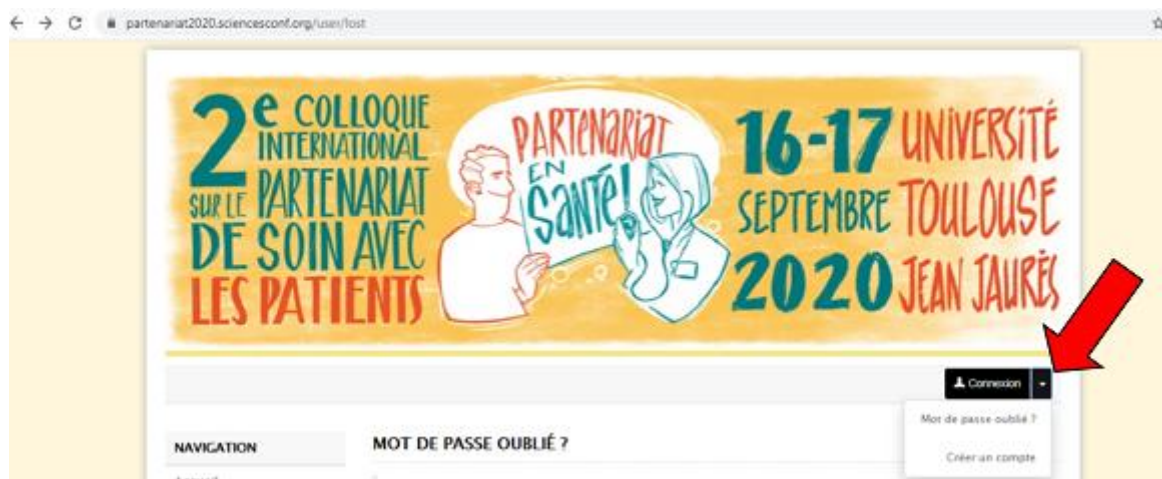 partenariat2020.sciencesconf.org/user/lost
2e COLLOQUE
INTERNATIONAL
SUR LE PARTENARIAT
DE SOIN AVEC
LES PATIENTS
PARTENARIAT
EN
SANTÉ!
16-17
SEPTEMBRE
2020
UNIVERSITÉ
TOULOUSE
JEAN JAURÈS
Connexion
Mot de passe oublié ?
Créer un compte
NAVIGATION
MOT DE PASSE OUBLIÉ ?